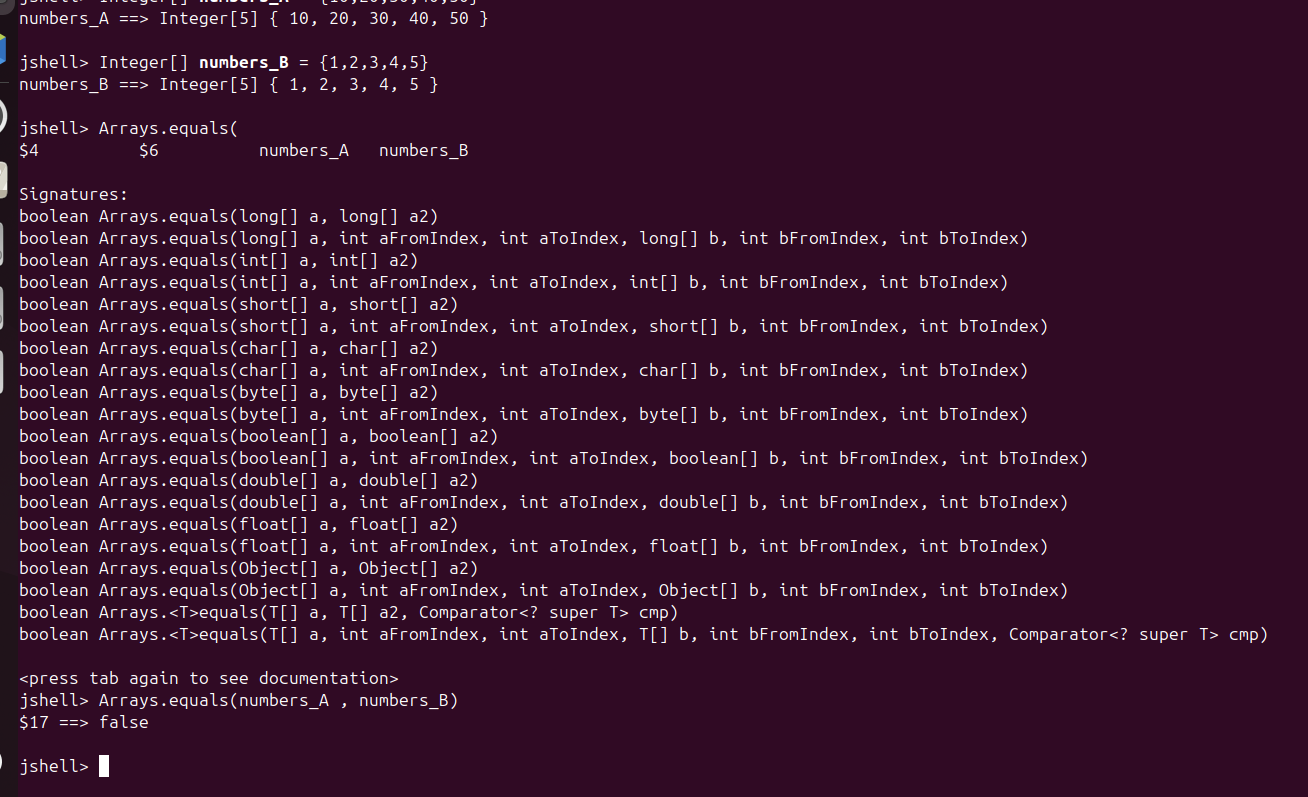 jshell> Integer[] numbers_A = {10,20,30,40,50}
numbers_A ==> Integer[5] { 10, 20, 30, 40, 50 }
jshell> Integer[] numbers_B = {1,2,3,4,5}
numbers_B ==> Integer[5] { 1, 2, 3, 4, 5 }
jshell> Arrays.equals(
$4 $6 numbers_A numbers_B
Signatures:
boolean Arrays.equals(long[] a, long[] a2)
boolean Arrays.equals(long[] a, int aFromIndex, int aToIndex, long[] b, int bFromIndex, int bToIndex)
boolean Arrays.equals(int[] a, int[] a2)
boolean Arrays.equals(int[] a, int aFromIndex, int aToIndex, int[] b, int bFromIndex, int bToIndex)
boolean Arrays.equals(short[] a, short[] a2)
boolean Arrays.equals(short[] a, int aFromIndex, int aToIndex, short[] b, int bFromIndex, int bToIndex)
boolean Arrays.equals(char[] a, char[] a2)
boolean Arrays.equals(char[] a, int aFromIndex, int aToIndex, char[] b, int bFromIndex, int bToIndex)
boolean Arrays.equals(byte[] a, byte[] a2)
boolean Arrays.equals(byte[] a, int aFromIndex, int aToIndex, byte[] b, int bFromIndex, int bToIndex)
boolean Arrays.equals(boolean[] a, boolean[] a2)
boolean Arrays.equals(boolean[] a, int aFromIndex, int aToIndex, boolean[] b, int bFromIndex, int bToIndex)
boolean Arrays.equals(double[] a, double[] a2)
boolean Arrays.equals(double[] a, int aFromIndex, int aToIndex, double[] b, int bFromIndex, int bToIndex)
boolean Arrays.equals(float[] a, float[] a2)
boolean Arrays.equals(float[] a, int aFromIndex, int aToIndex, float[] b, int bFromIndex, int bToIndex)
boolean Arrays.equals(Object[] a, Object[] a2)
boolean Arrays.equals(Object[] a, int aFromIndex, int aToIndex, Object[] b, int bFromIndex, int bToIndex)
boolean Arrays.<T>equals(T[] a, T[] a2, Comparator<? super T> cmp)
boolean Arrays.<T>equals(T[] a, int aFromIndex, int aToIndex, T[] b, int bFromIndex, int bToIndex, Comparator<? super T> cmp)
<press tab again to see documentation>
jshell> Arrays.equals(numbers_A , numbers_B)
$17 ==> false
jshell>